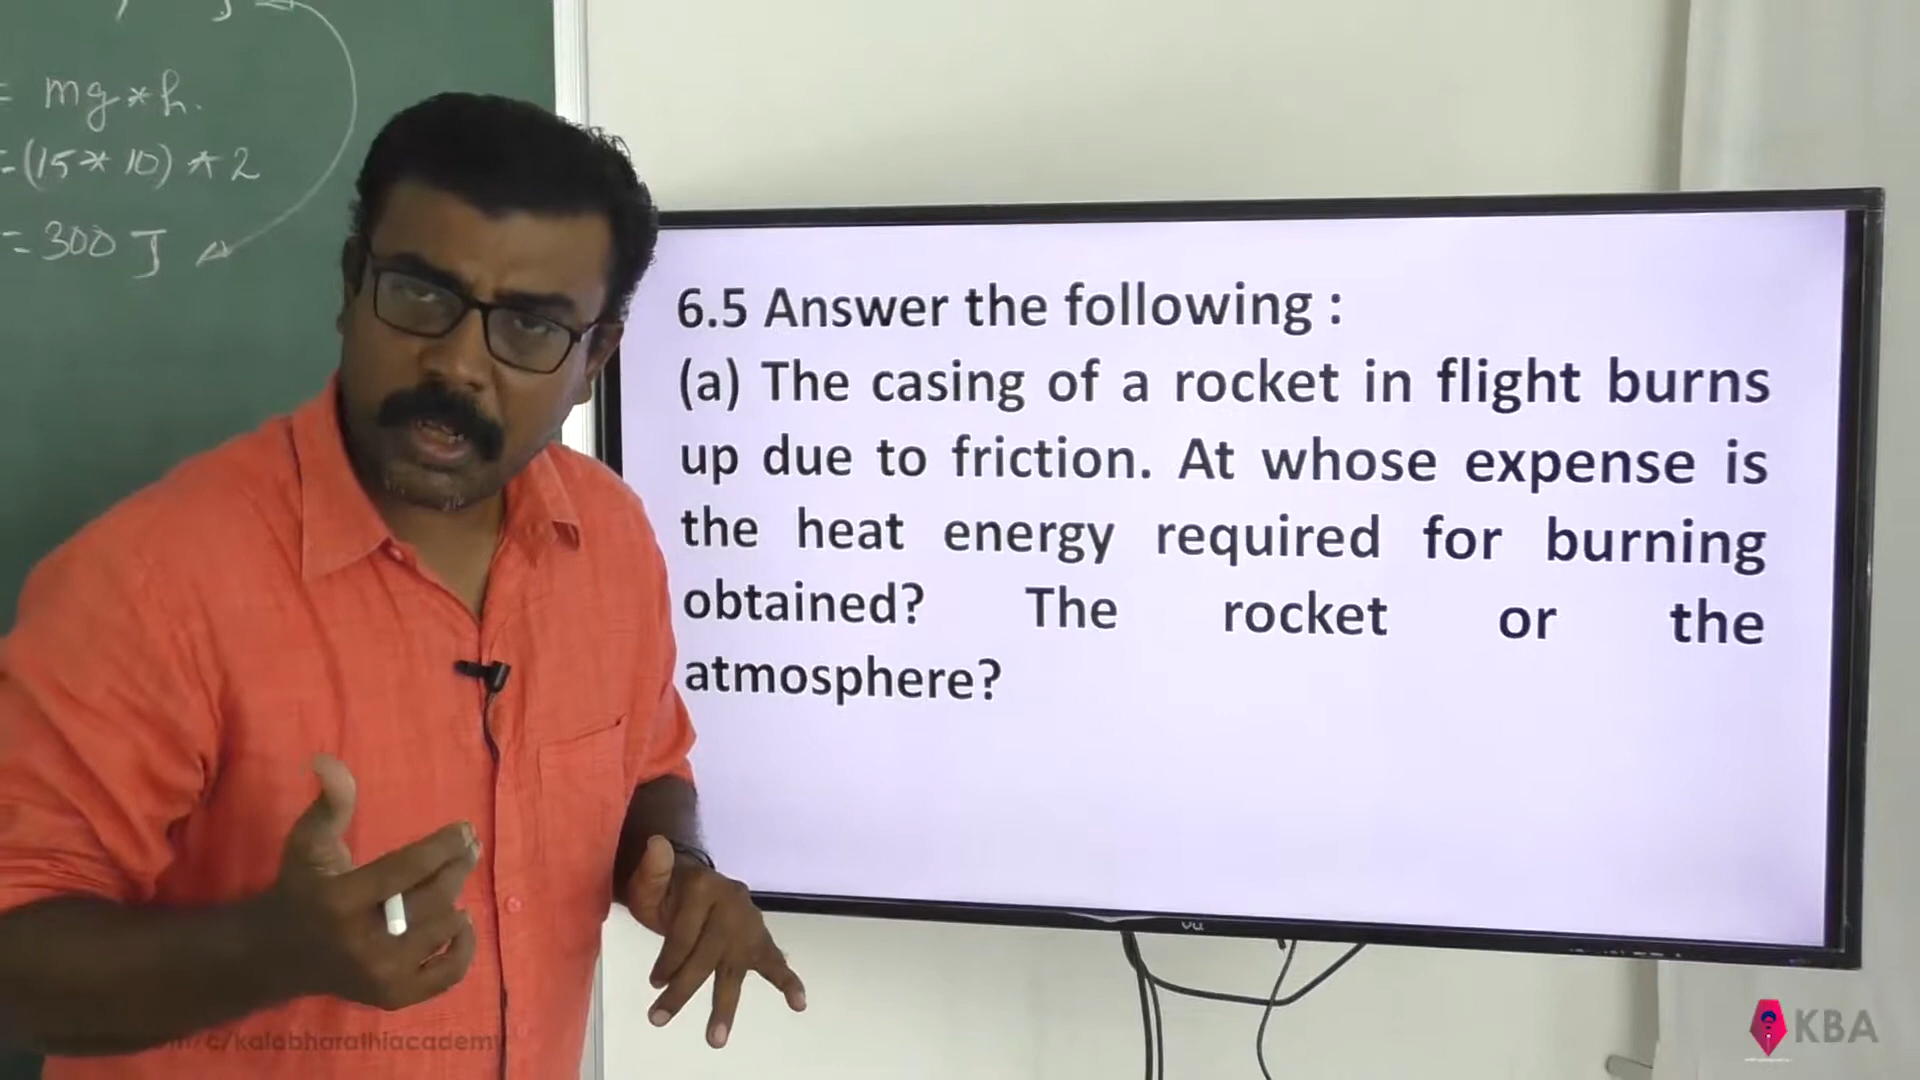 = mg*h.
=(15*10)*2
=300 J
6.5 Answer the following :
(a) The casing of a rocket in flight burns
up due to friction. At whose expense is
the heat energy required for burning
obtained? The rocket or the
atmosphere?
vu
KBA
/c/kalabharathiacademy